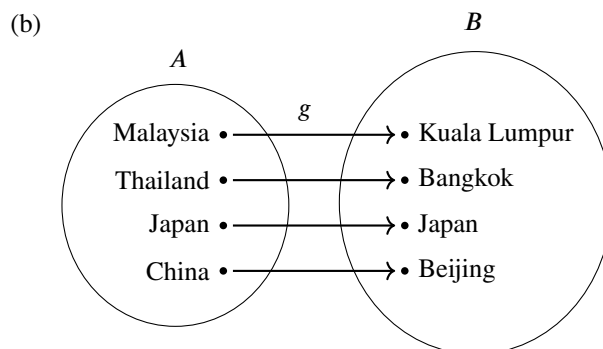 (b)
A B
g
Malaysia Kuala Lumpur
Thailand Bangkok
Japan Japan
China Beijing